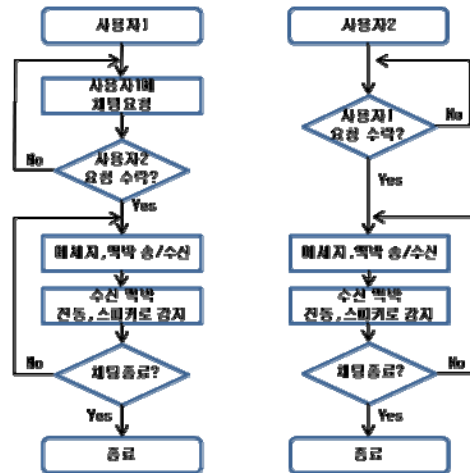 사용자1
사용자1에
채팅요청
No
사용자2
요청 수락?
Yes
메세지,맥박 송/수신
수신 맥박
진동,스피커로 감지
No
채팅종료?
Yes
종료
사용자2
사용자1
요청 수락?
No
Yes
메세지,맥박 송/수신
수신 맥박
진동,스피커로 감지
채팅종료?
No
Yes
종료